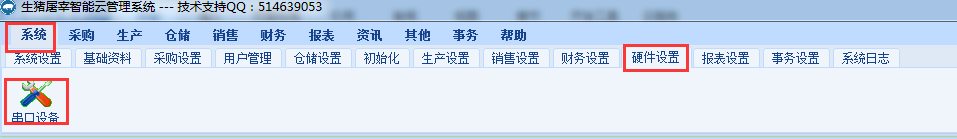 生猪屠宰智能云管理系统 --- 技术支持QQ：514639053
系统 采购 生产 仓储 销售 财务 报表 资讯 其他 事务 帮助
系统设置 基础资料 采购设置 用户管理 仓储设置 初始化 生产设置 销售设置 财务设置 硬件设置 报表设置 事务设置 系统日志
串口设备